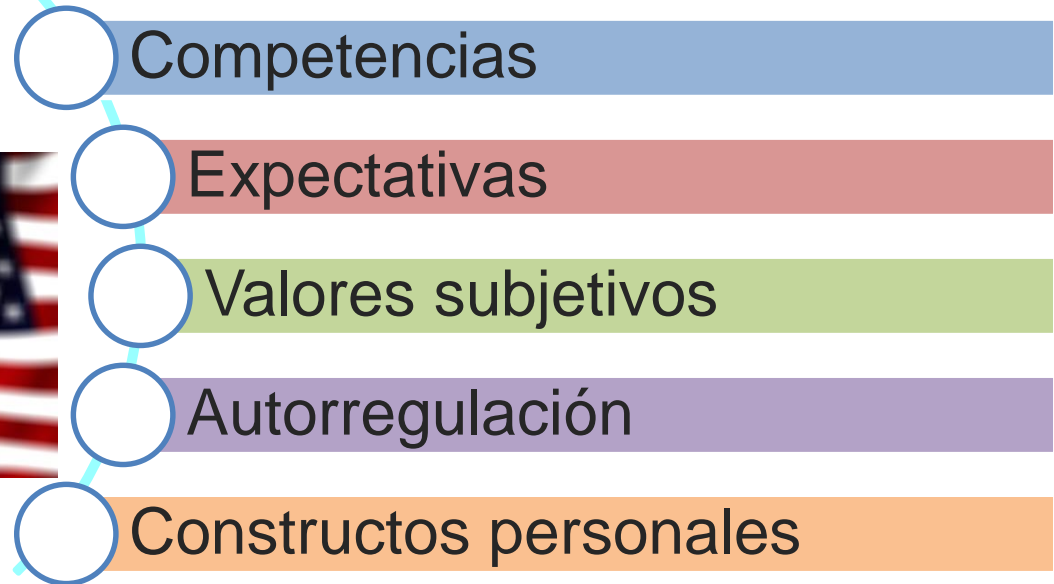 Competencias
Expectativas
Valores subjetivos
Autorregulación
Constructos personales